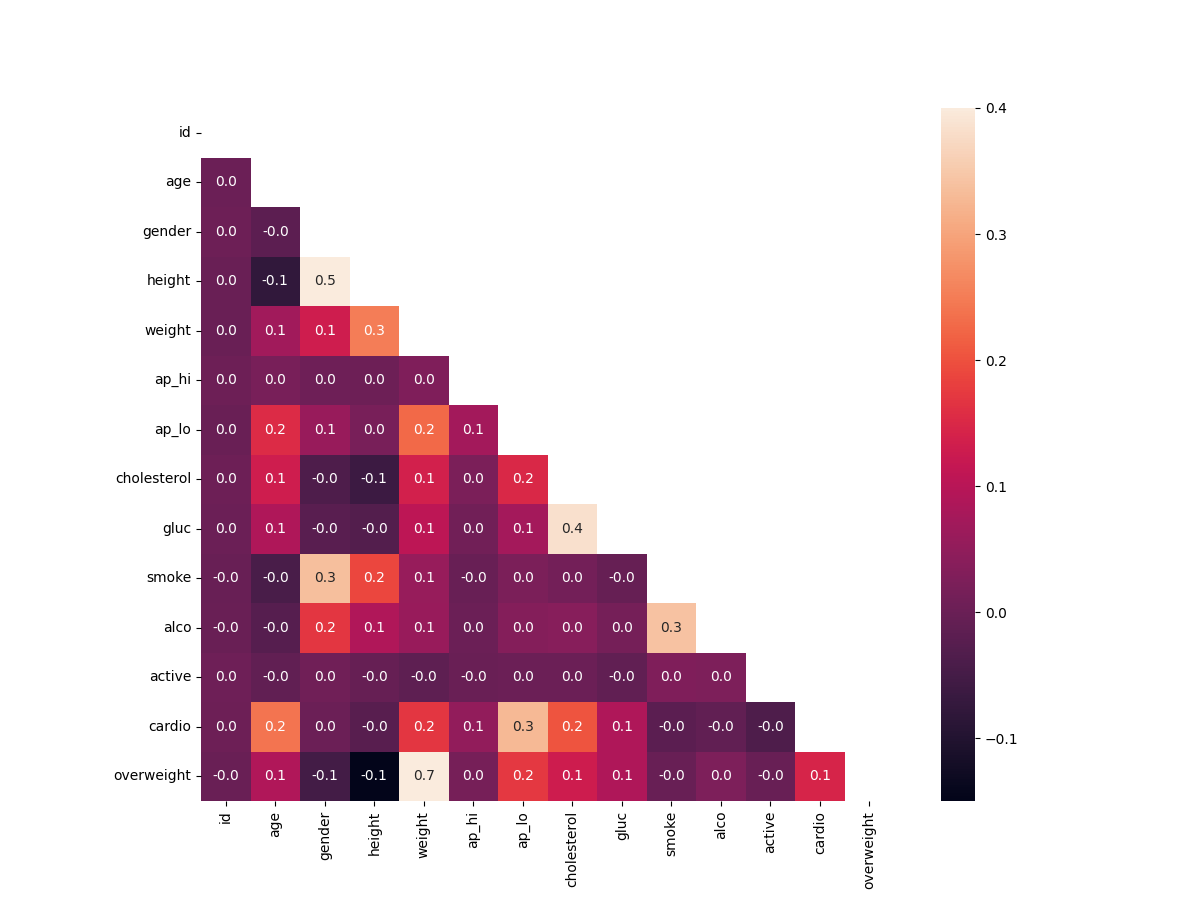 id
age 0.0
gender 0.0 -0.0
height 0.0 -0.1 0.5
weight 0.0 0.1 0.1 0.3
ap_hi 0.0 0.0 0.0 0.0 0.0
ap_lo 0.0 0.2 0.1 0.0 0.2 0.1
cholesterol 0.0 0.1 -0.0 -0.1 0.1 0.0 0.2
gluc 0.0 0.1 -0.0 -0.0 0.1 0.0 0.1 0.4
smoke -0.0 -0.0 0.3 0.2 0.1 -0.0 0.0 0.0 -0.0
alco -0.0 -0.0 0.2 0.1 0.1 0.0 0.0 0.0 0.0 0.3
active 0.0 -0.0 0.0 -0.0 -0.0 -0.0 0.0 0.0 -0.0 0.0 0.0
cardio 0.0 0.2 0.0 -0.0 0.2 0.1 0.3 0.2 0.1 -0.0 -0.0 -0.0
overweight -0.0 0.1 -0.1 -0.1 0.7 0.0 0.2 0.1 0.1 -0.0 0.0 -0.0 0.1
id age gender height weight ap_hi ap_lo cholesterol gluc smoke alco active cardio overweight
0.4
0.3
0.2
0.1
0.0
−0.1